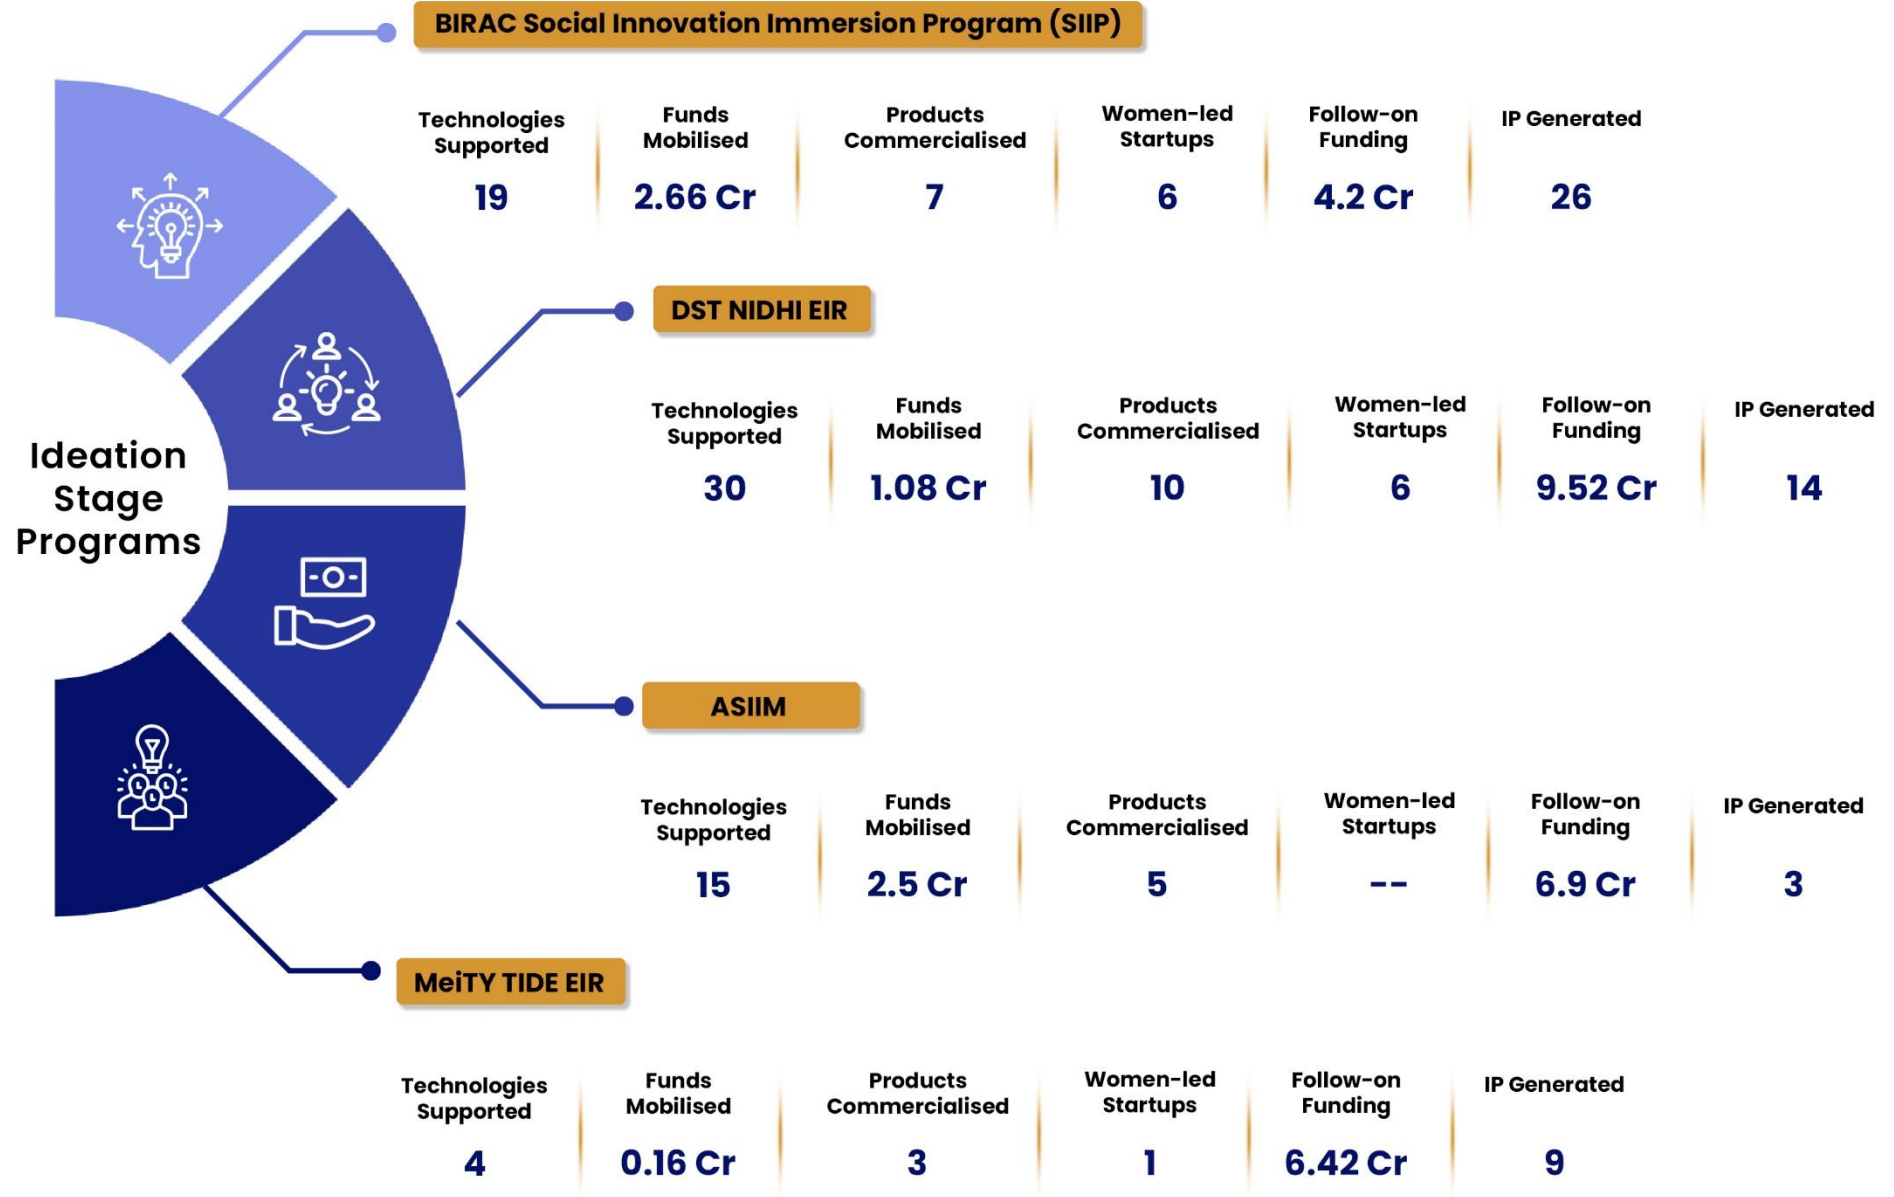 BIRAC Social Innovation Immersion Program (SIIP)
Technologies
Supported
19
Funds
Mobilised
2.66 Cr
Products
Commercialised
7
Women-led
Startups
6
Follow-on
Funding
4.2 Cr
IP Generated
26
DST NIDHI EIR
Technologies
Supported
30
Funds
Mobilised
1.08 Cr
Products
Commercialised
10
Women-led
Startups
6
Follow-on
Funding
9.52 Cr
IP Generated
14
Ideation
Stage
Programs
ASIIM
Technologies
Supported
15
Funds
Mobilised
2.5 Cr
Products
Commercialised
5
Women-led
Startups
--
Follow-on
Funding
6.9 Cr
IP Generated
3
MeiTY TIDE EIR
Technologies
Supported
4
Funds
Mobilised
0.16 Cr
Products
Commercialised
3
Women-led
Startups
1
Follow-on
Funding
6.42 Cr
IP Generated
9